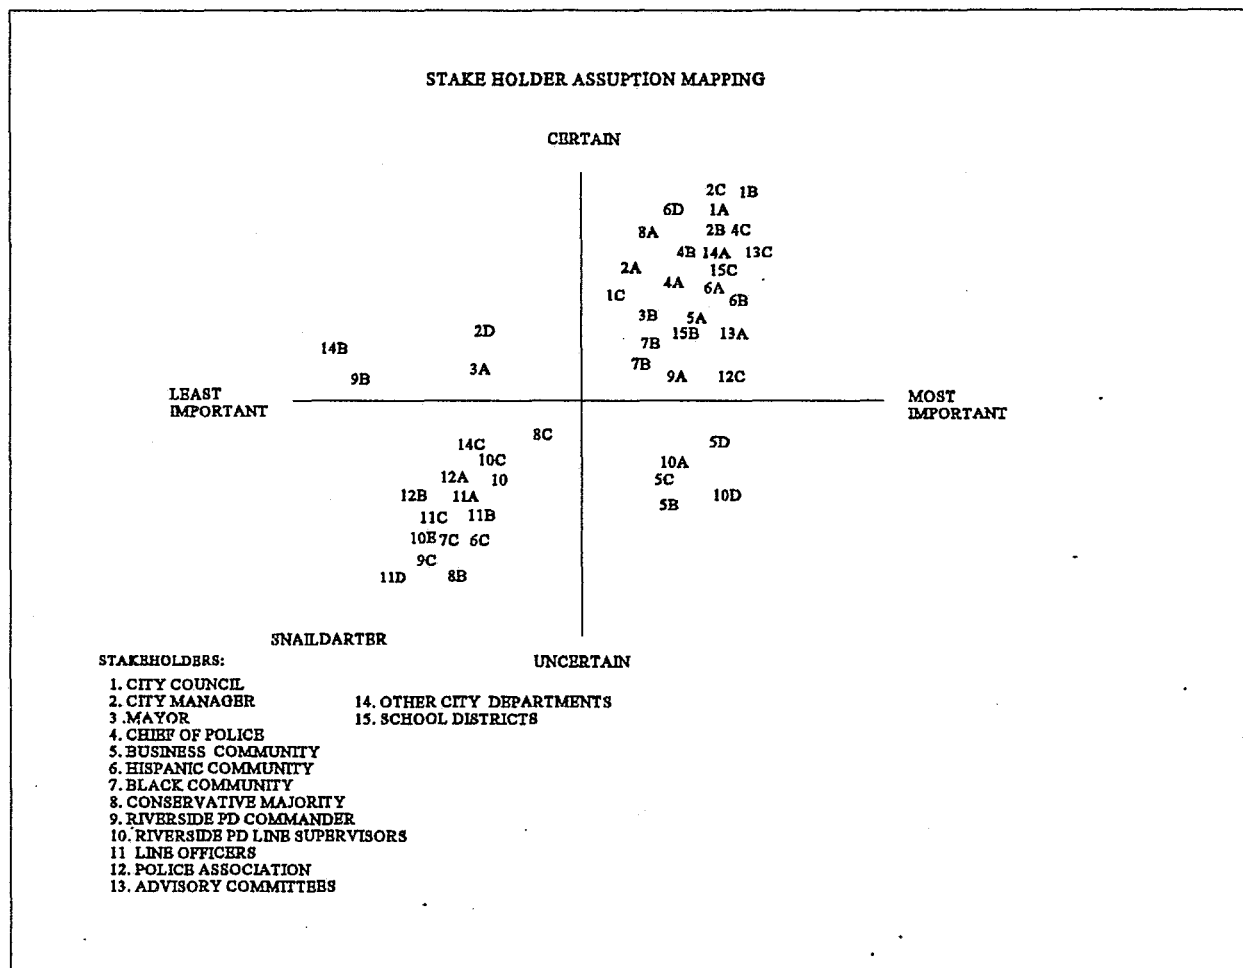 STAKE HOLDER ASSUPTION MAPPING
CERTAIN
2C 1B
6D 1A
8A 2B 4C
4B 14A 13C
2A 15C
4A 6A
1C 6B
3B 5A
2D 15B 13A
14B 7B
3A 7B
9B 9A 12C
LEAST IMPORTANT
MOST IMPORTANT
8C 5D
14C
10C 10A
12A 10 5C
12B 11A 5B 10D
11C 11B
10E 7C 6C
9C
11D 8B
SNAILDARTER
STAKEHOLDERS:
UNCERTAIN
1. CITY COUNCIL
2. CITY MANAGER
3 .MAYOR
4. CHIEF OF POLICE
5. BUSINESS COMMUNITY
6. HISPANIC COMMUNITY
7. BLACK COMMUNITY
8. CONSERVATIVE MAJORITY
9. RIVERSIDE PD COMMANDER
10. RIVERSIDE PD LINE SUPERVISORS
11 LINE OFFICERS
12. POLICE ASSOCIATION
13. ADVISORY COMMITTEES
14. OTHER CITY DEPARTMENTS
15. SCHOOL DISTRICTS